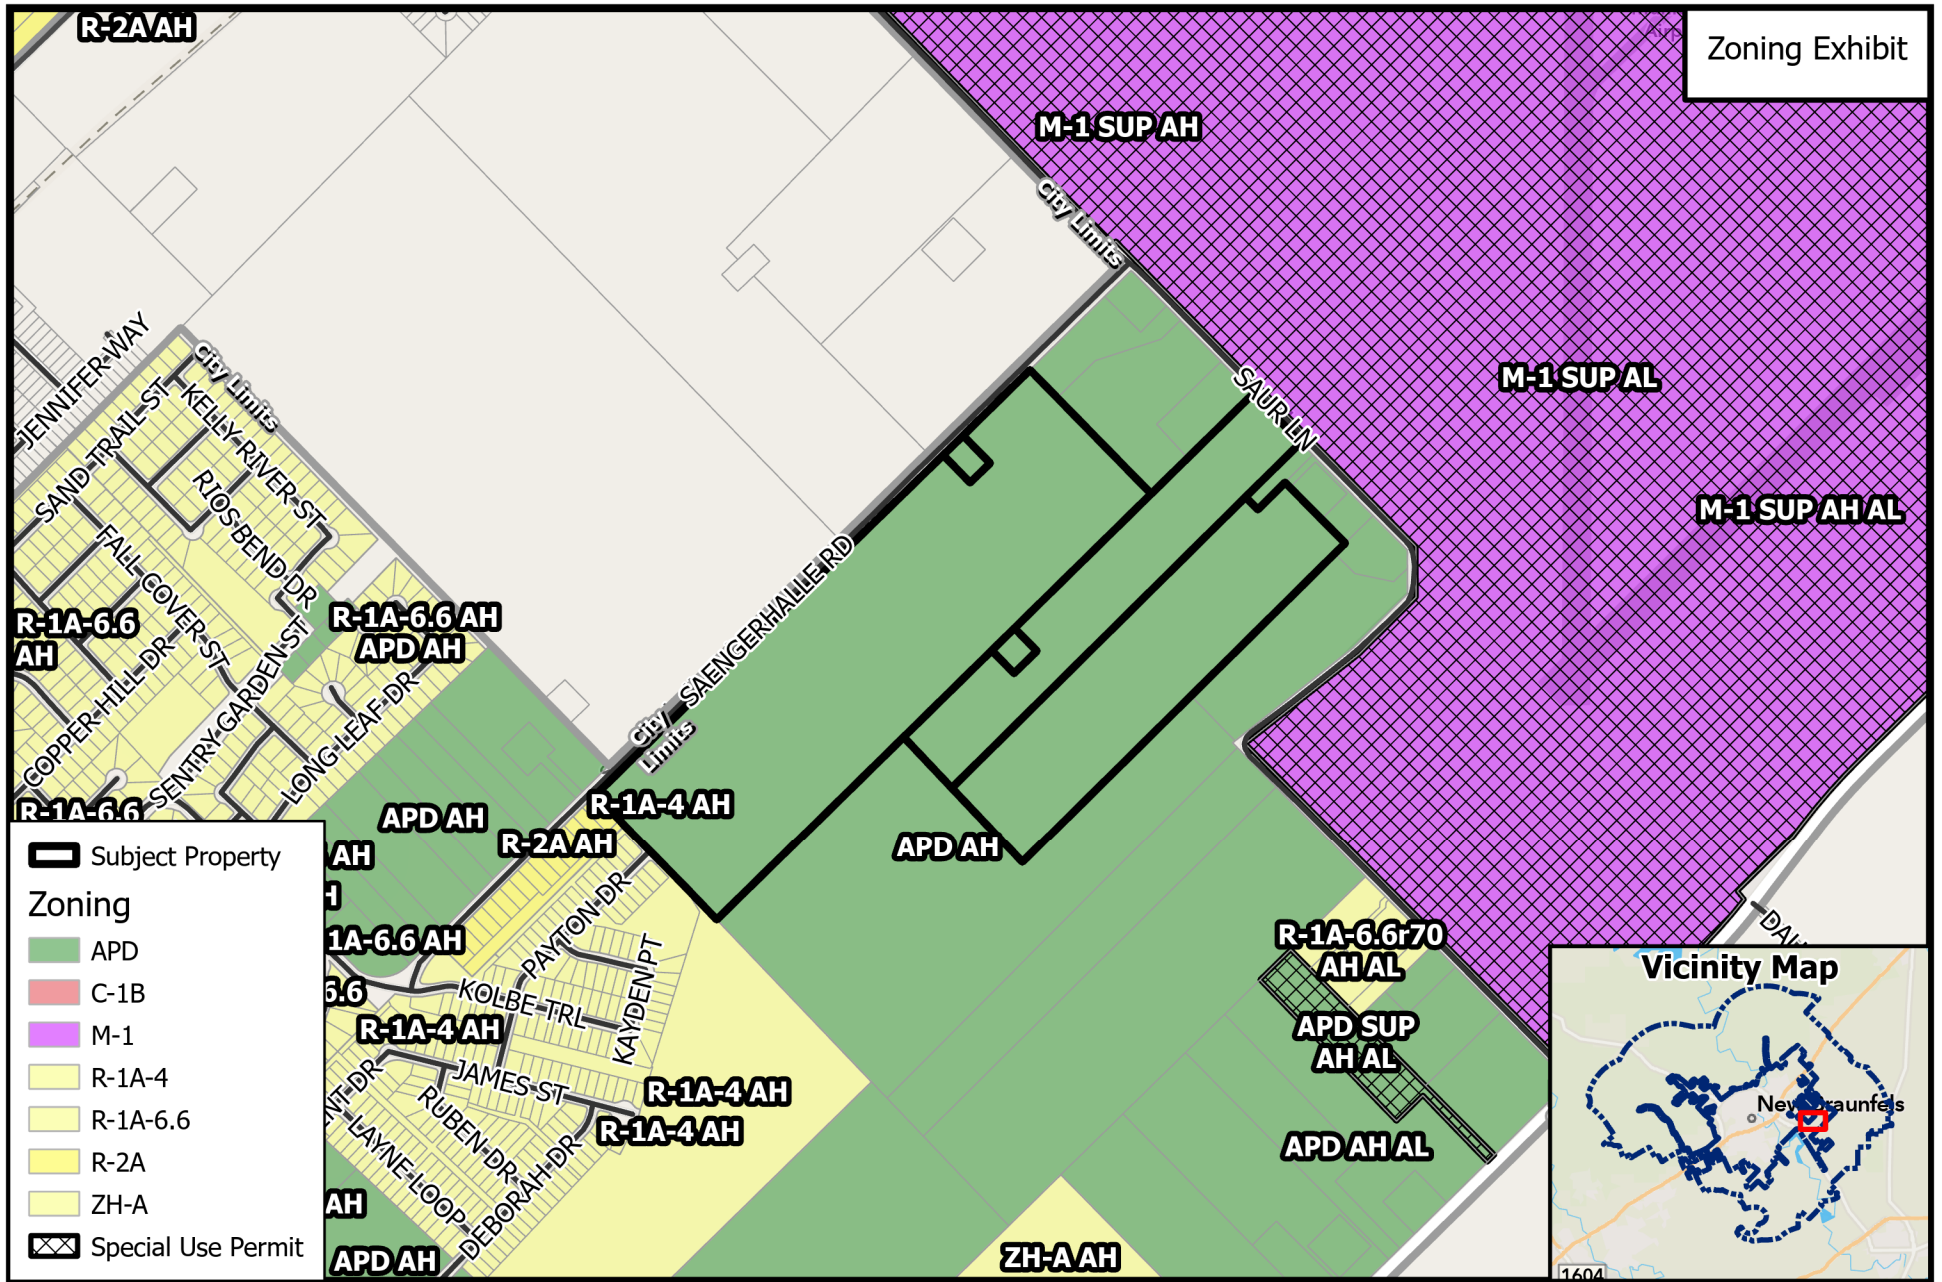 R-2A AH
Zoning Exhibit
M-1 SUP AH
City Limits
JENNIFER WAY
City Limits
SAND TRAIL ST
KELLY RIVER ST
RIOS BEND DR
FALL COVER ST
SAUR LN
M-1 SUP AL
M-1 SUP AH AL
R-1A-6.6
AH
R-1A-6.6 AH
APD AH
COPPER HILL DR
SENTRY GARDEN ST
LONG LEAF DR
SAENGERHALLE RD
City
Limits
R-1A-6.6
APD AH
R-1A-4 AH
R-2A AH
APD AH
AH
H
1A-6.6 AH
6.6
PAYTON DR
KOLBE TRL
KAYDEN PT
R-1A-4 AH
JAMES ST
NT DR
RUBEN DR
LAYNE LOOP
DEBORAH DR
R-1A-4 AH
R-1A-4 AH
AH
APD AH
ZH-A AH
R-1A-6.6r70
AH AL
APD SUP
AH AL
APD AH AL
Subject Property
Zoning
APD
C-1B
M-1
R-1A-4
R-1A-6.6
R-2A
ZH-A
Special Use Permit
Vicinity Map
1604